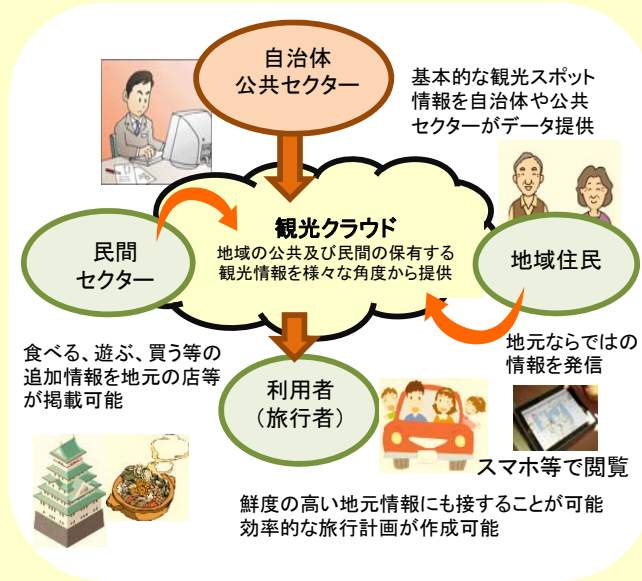 自治体
公共セクター
基本的な観光スポット
情報を自治体や公共
セクターがデータ提供
観光クラウド
地域の公共及び民間の保有する
観光情報を様々な角度から提供
民間
セクター
地域住民
食べる、遊ぶ、買う等の
追加情報を地元の店等
が掲載可能
地元ならではの
情報を発信
利用者
（旅行者）
スマホ等で閲覧
鮮度の高い地元情報にも接することが可能
効率的な旅行計画が作成可能